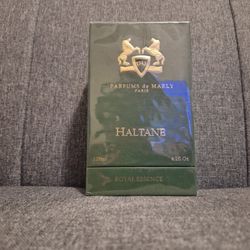 PARFUMS de MARLY
PARIS
HALTANE
ROYAL ESSENCE